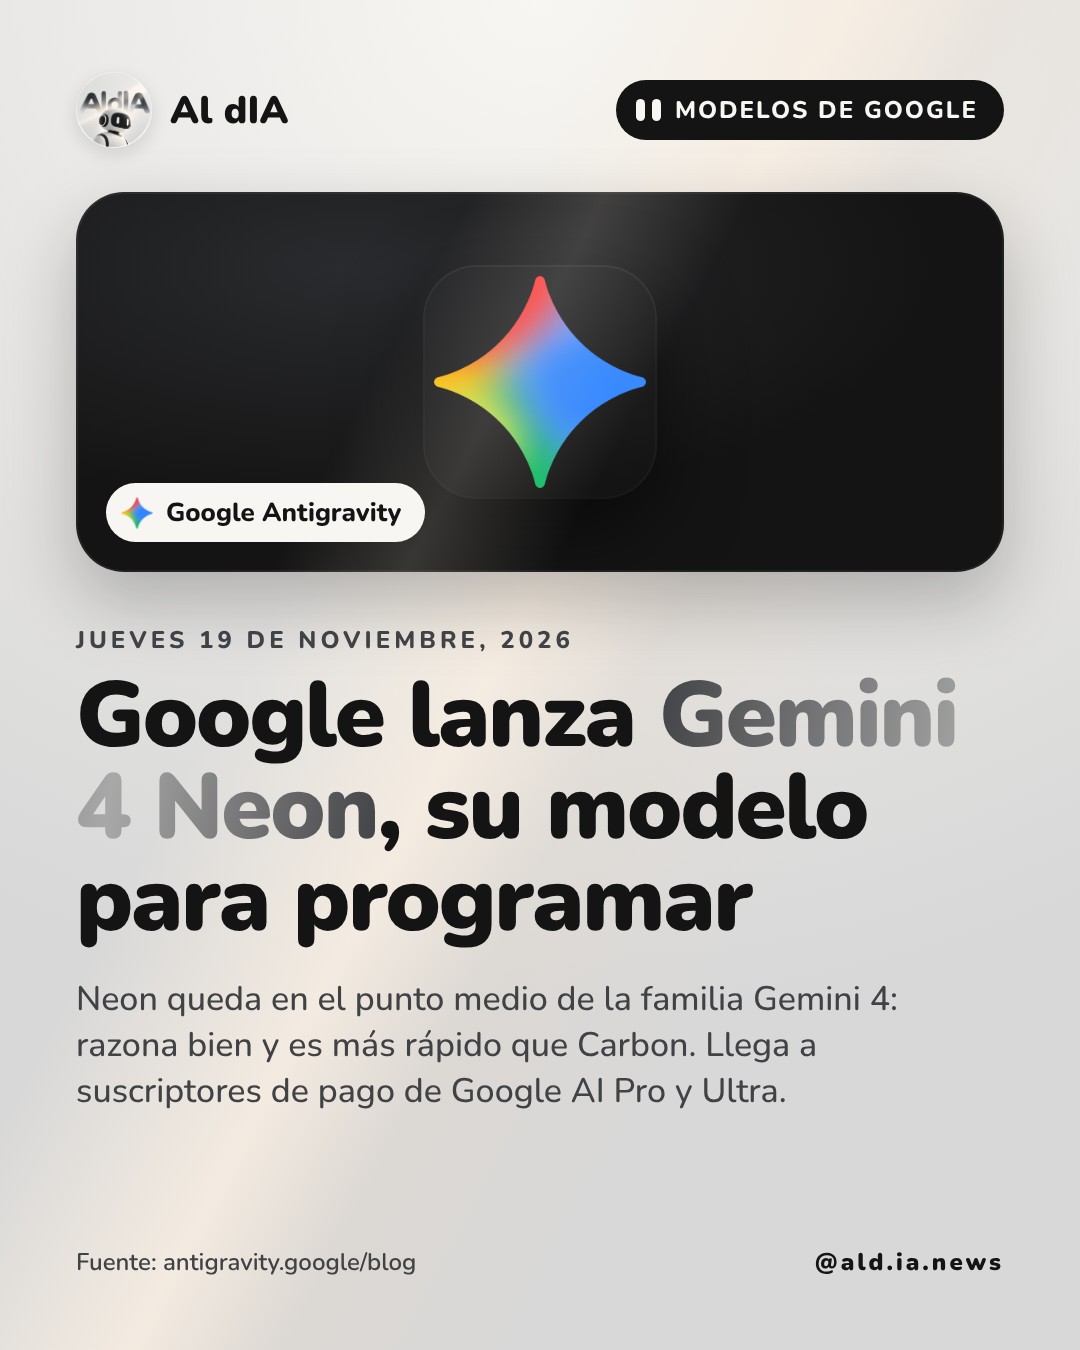 AldIA
Al dIA
MODELOS DE GOOGLE
Google Antigravity
JUEVES 19 DE NOVIEMBRE, 2026
Google lanza Gemini
4 Neon, su modelo
para programar
Neon queda en el punto medio de la familia Gemini 4:
razona bien y es más rápido que Carbon. Llega a
suscriptores de pago de Google AI Pro y Ultra.
Fuente: antigravity.google/blog
@ald.ia.news